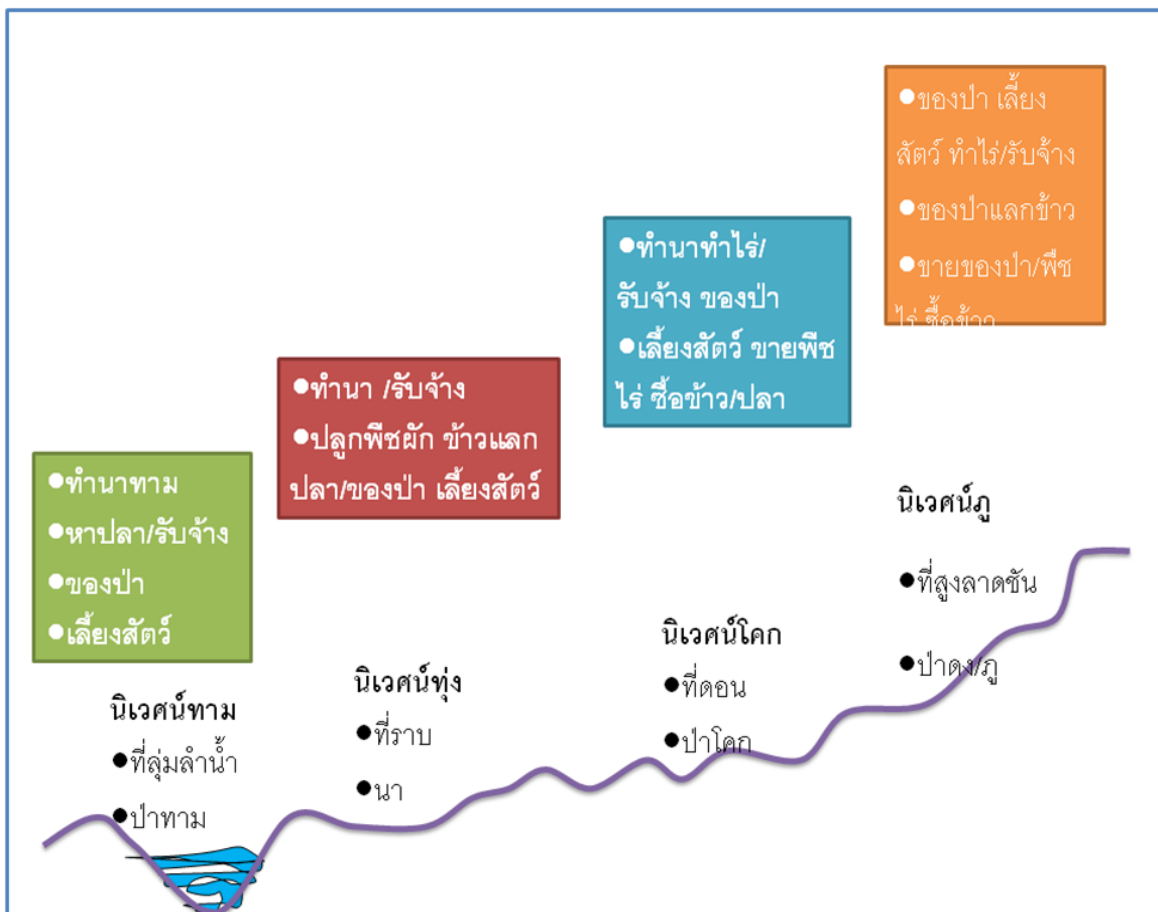 ●ของป่า เลี้ยง
สัตว์ ทำไร่/รับจ้าง
●ของป่าแลกข้าว
●ขายของป่า/พืช
ไร่ ซื้อข้าว
●ทำนาทำไร่/
รับจ้าง ของป่า
●เลี้ยงสัตว์ ขายพืช
ไร่ ซื้อข้าว/ปลา
●ทำนา /รับจ้าง
●ปลูกพืชผัก ข้าวแลก
ปลา/ของป่า เลี้ยงสัตว์
●ทำนาทาม
●หาปลา/รับจ้าง
●ของป่า
●เลี้ยงสัตว์
นิเวศน์ภู
●ที่สูงลาดชัน
●ป่าดง/ภู
นิเวศน์โคก
●ที่ดอน
●ป่าโคก
นิเวศน์ทุ่ง
●ที่ราบ
●นา
นิเวศน์ทาม
●ที่ลุ่มลำน้ำ
●ป่าทาม